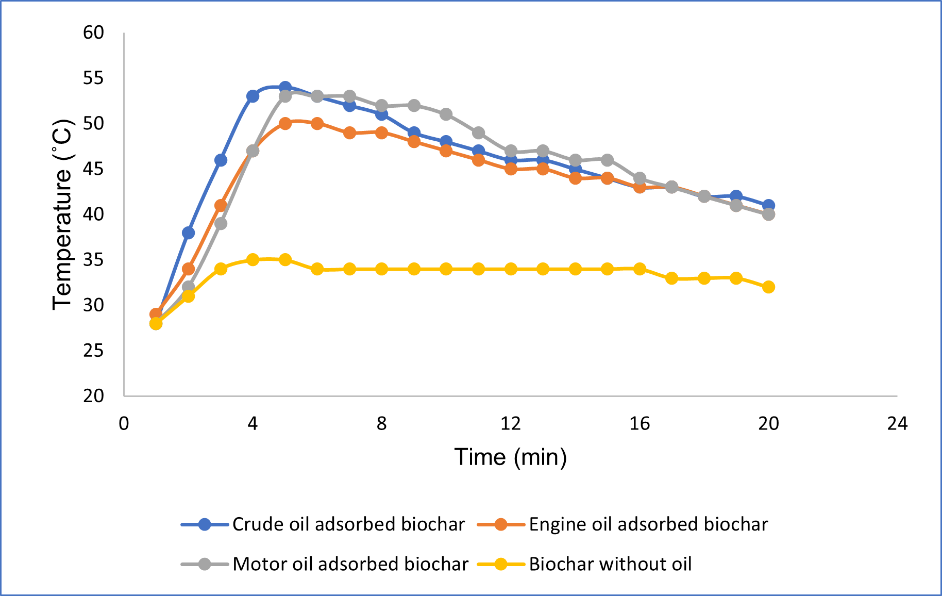 60
55
50
45
40
35
30
25
20
Temperature (˚C)
0 4 8 12 16 20 24
Time (min)
Crude oil adsorbed biochar Engine oil adsorbed biochar
Motor oil adsorbed biochar Biochar without oil